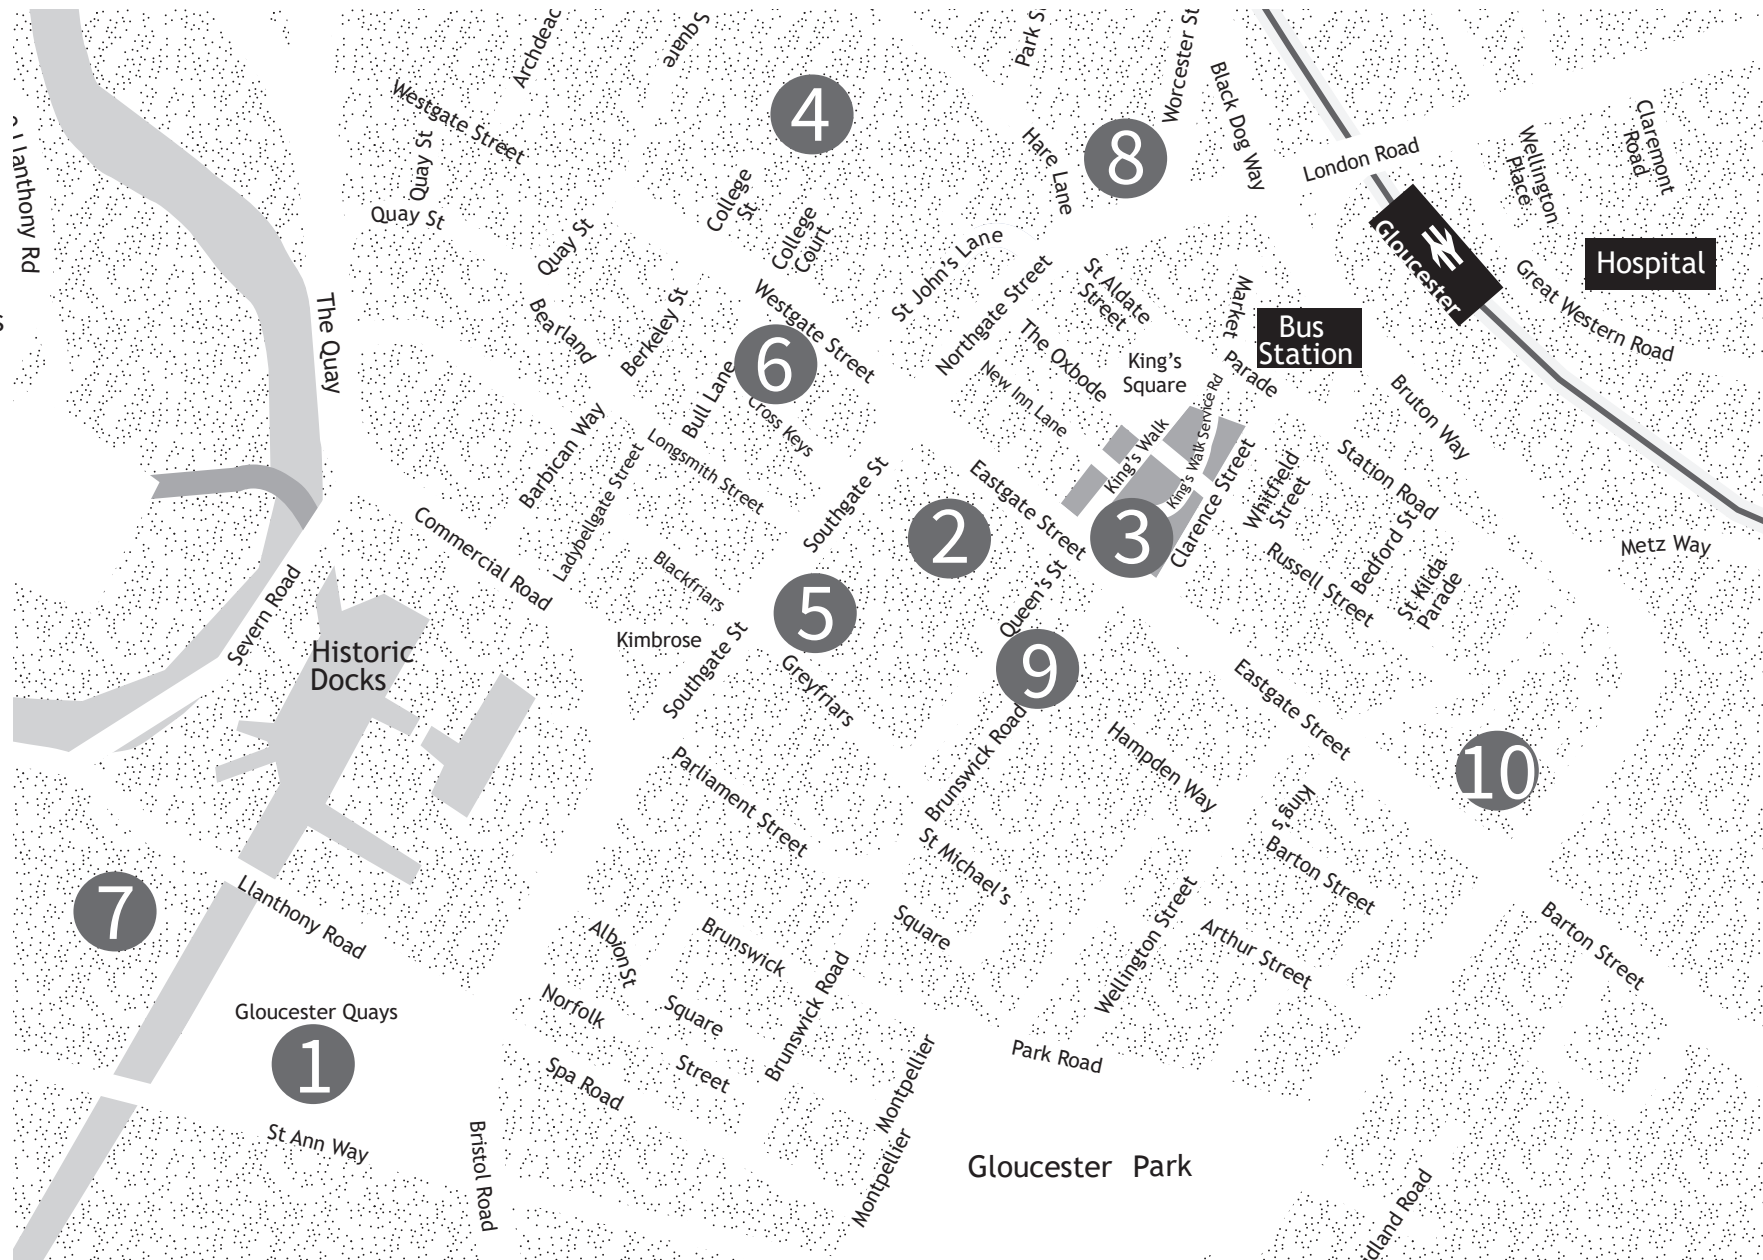 Archdeac
Square
Park S
Worcester St
Black Dog Way
Westgate Street
Quay St
Quay St
4
8
Hare Lane
London Road
Wellington
Place
Claremont
Road
Llanthony Rd
College
St
College
Court
Quay St
St John's Lane
Northgate Street
St Aldate
Street
Market
Parade
Gloucester
Hospital
Great Western Road
Bus
Station
The Quay
Bearland
Berkeley St
Westgate Street
6
Bull Lane
Cross Keys
The Oxbode
New Inn Lane
King's
Square
King's Walk
King's Walk Service Rd
Bruton Way
Barbican Way
Longsmith Street
Ladybellgate Street
Southgate St
Eastgate Street
2
3
Clarence Street
Whitfield
Street
Station Road
Bedford St
Russell Street
St Kilda
Parade
Metz Way
Commercial Road
Blackfriars
5
Queen's St
Severn Road
Historic
Docks
Kimbrose
Southgate St
Greyfriars
9
Eastgate Street
Brunswick Road
Hampden Way
Parliament Street
King's
10
St Michael's
Square
Barton Street
7
Llanthony Road
Albion St
Brunswick
Square
Brunswick Road
Wellington Street
Arthur Street
Barton Street
Gloucester Quays
1
Norfolk
Street
Spa Road
Montpellier
Park Road
St Ann Way
Bristol Road
Montpellier
Gloucester Park
idland Road